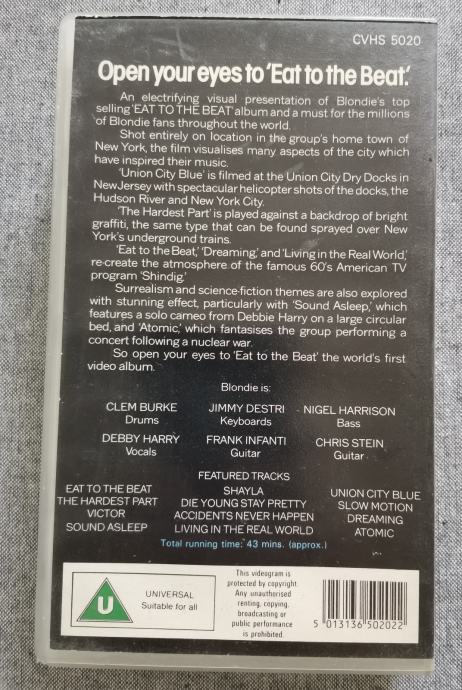 CVHS 5020
Open your eyes to 'Eat to the Beat.'
An electrifying visual presentation of Blondie's top
selling 'EAT TO THE BEAT' album and a must for the millions
of Blondie fans throughout the world.
Shot entirely on location in the group's home town of
New York, the film visualises many aspects of the city which
have inspired their music.
'Union City Blue' is filmed at the Union City Dry Docks in
New Jersey with spectacular helicopter shots of the docks, the
Hudson River and New York City.
'The Hardest Part' is played against a backdrop of bright
graffiti, the same type that can be found sprayed over New
York's underground trains.
'Eat to the Beat,' 'Dreaming,' and 'Living in the Real World,'
re-create the atmosphere of the famous 60's American TV
program 'Shindig.'
Surrealism and science-fiction themes are also explored
with stunning effect, particularly with 'Sound Asleep,' which
features a solo cameo from Debbie Harry on a large circular
bed, and 'Atomic,' which fantasises the group performing a
concert following a nuclear war.
So open your eyes to 'Eat to the Beat' the world's first
video album.
Blondie is:
CLEM BURKE JIMMY DESTRI NIGEL HARRISON
Drums Keyboards Bass
DEBBY HARRY FRANK INFANTI CHRIS STEIN
Vocals Guitar Guitar
FEATURED TRACKS
EAT TO THE BEAT SHAYLA UNION CITY BLUE
THE HARDEST PART DIE YOUNG STAY PRETTY SLOW MOTION
VICTOR ACCIDENTS NEVER HAPPEN DREAMING
SOUND ASLEEP LIVING IN THE REAL WORLD ATOMIC
Total running time: 43 mins. (approx.)
U
UNIVERSAL
Suitable for all
This videogram is
protected by copyright.
Any unauthorised
renting, copying,
broadcasting or
public performance
is prohibited.
5 013136 502022